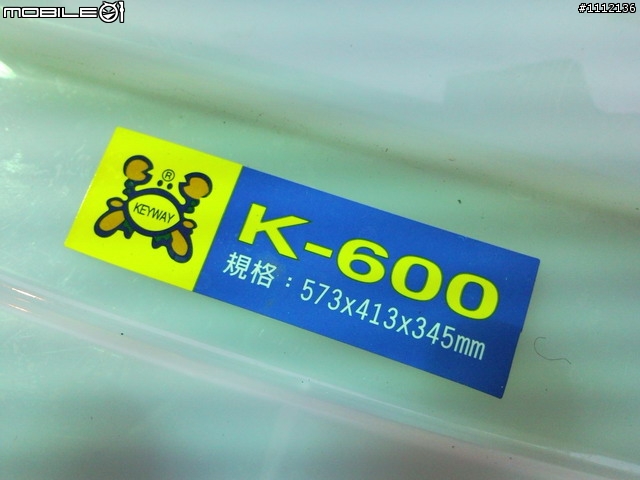 MOBILE01
#1112136
®
KEYWAY
K-600
規格：573x413x345mm